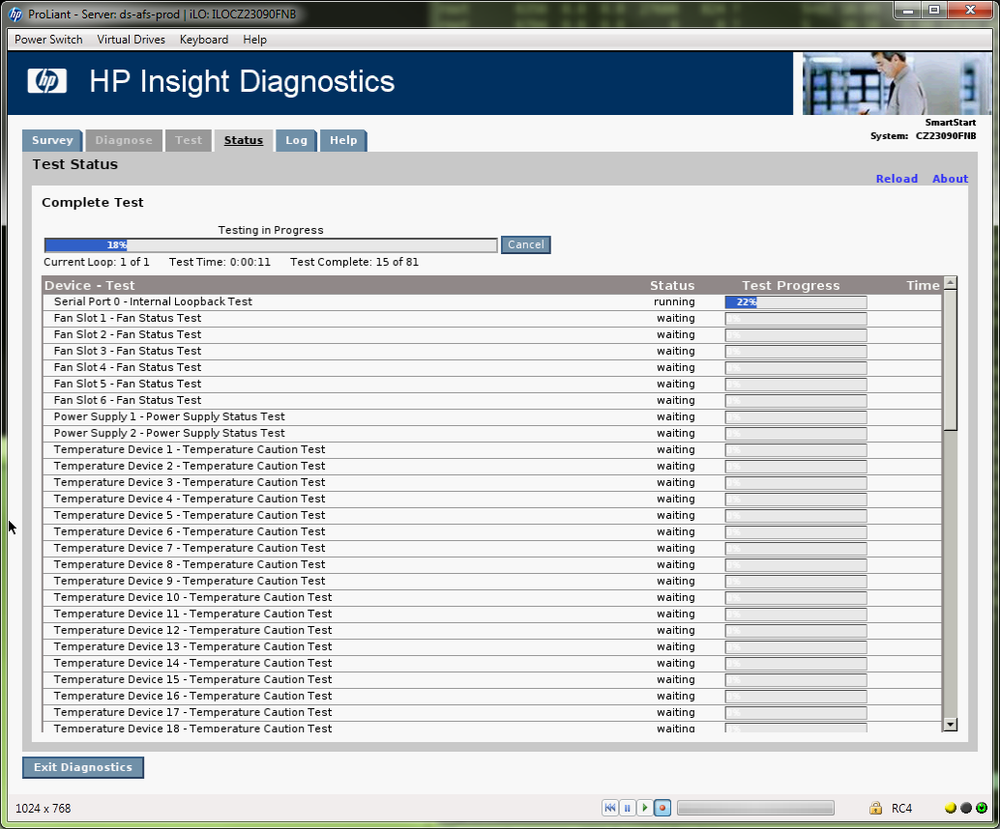 ProLiant - Server: ds-afs-prod | iLO: ILOCZ23090FNB
Power Switch Virtual Drives Keyboard Help
hp HP Insight Diagnostics
SmartStart
System: CZ23090FNB
Survey Diagnose Test Status Log Help
Test Status
Reload About
Complete Test
Testing in Progress
18%
Cancel
Current Loop: 1 of 1 Test Time: 0:00:11 Test Complete: 15 of 81
Device - Test Status Test Progress Time
Serial Port 0 - Internal Loopback Test running 22%
Fan Slot 1 - Fan Status Test waiting 0%
Fan Slot 2 - Fan Status Test waiting 0%
Fan Slot 3 - Fan Status Test waiting 0%
Fan Slot 4 - Fan Status Test waiting 0%
Fan Slot 5 - Fan Status Test waiting 0%
Fan Slot 6 - Fan Status Test waiting 0%
Power Supply 1 - Power Supply Status Test waiting 0%
Power Supply 2 - Power Supply Status Test waiting 0%
Temperature Device 1 - Temperature Caution Test waiting 0%
Temperature Device 2 - Temperature Caution Test waiting 0%
Temperature Device 3 - Temperature Caution Test waiting 0%
Temperature Device 4 - Temperature Caution Test waiting 0%
Temperature Device 5 - Temperature Caution Test waiting 0%
Temperature Device 6 - Temperature Caution Test waiting 0%
Temperature Device 7 - Temperature Caution Test waiting 0%
Temperature Device 8 - Temperature Caution Test waiting 0%
Temperature Device 9 - Temperature Caution Test waiting 0%
Temperature Device 10 - Temperature Caution Test waiting 0%
Temperature Device 11 - Temperature Caution Test waiting 0%
Temperature Device 12 - Temperature Caution Test waiting 0%
Temperature Device 13 - Temperature Caution Test waiting 0%
Temperature Device 14 - Temperature Caution Test waiting 0%
Temperature Device 15 - Temperature Caution Test waiting 0%
Temperature Device 16 - Temperature Caution Test waiting 0%
Temperature Device 17 - Temperature Caution Test waiting 0%
Temperature Device 18 - Temperature Caution Test waiting 0%
Exit Diagnostics
1024 x 768 RC4